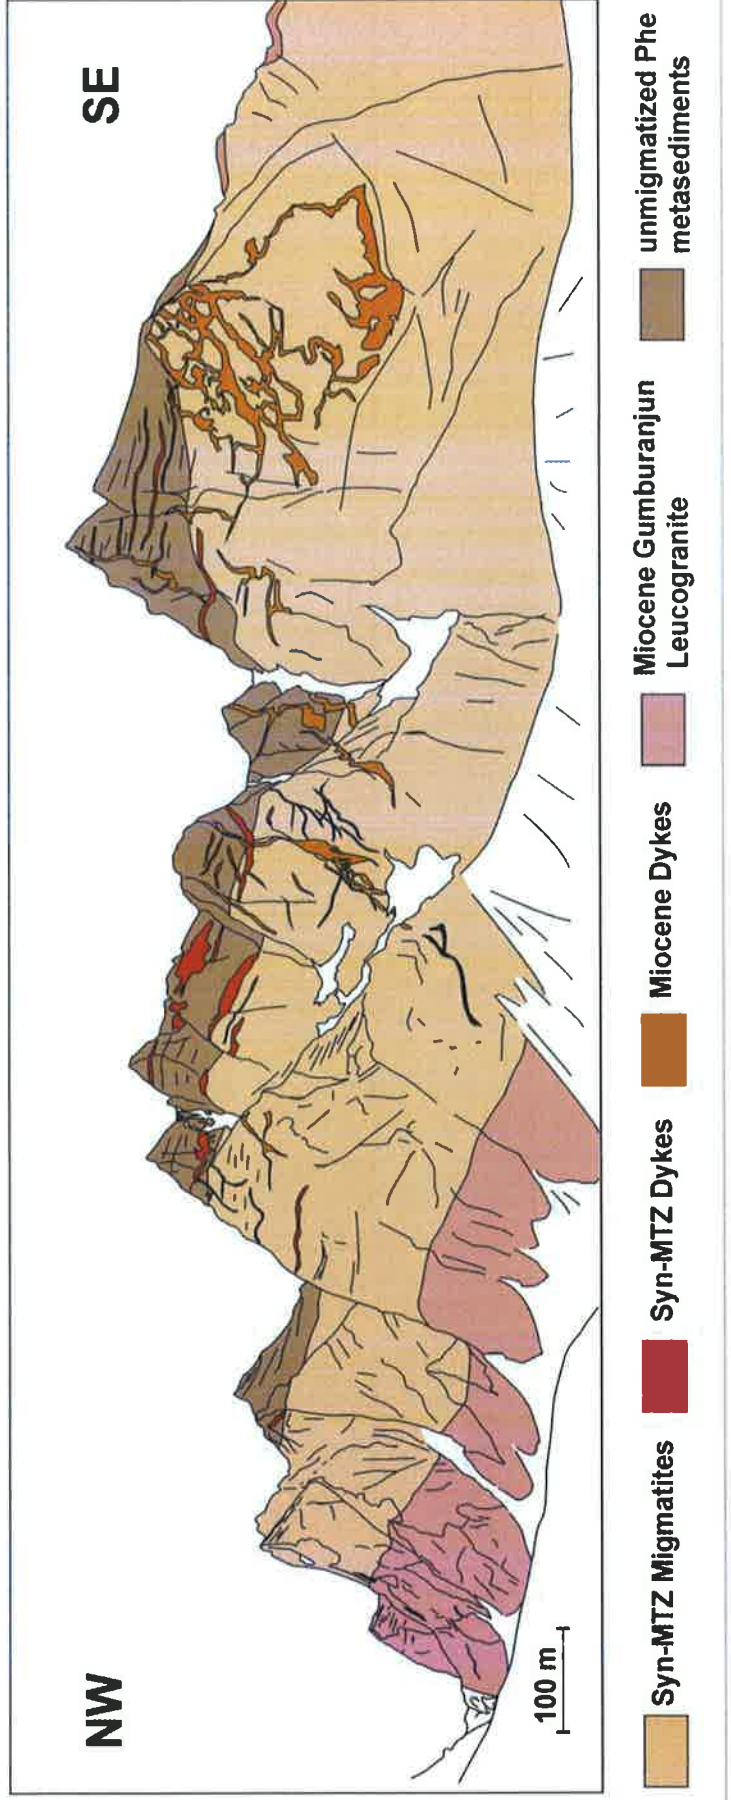 NW
SE
100 m
Syn-MTZ Migmatites
Syn-MTZ Dykes
Miocene Dykes
Miocene Gumburanjun
Leucogranite
unmigmatized Phe
metasediments